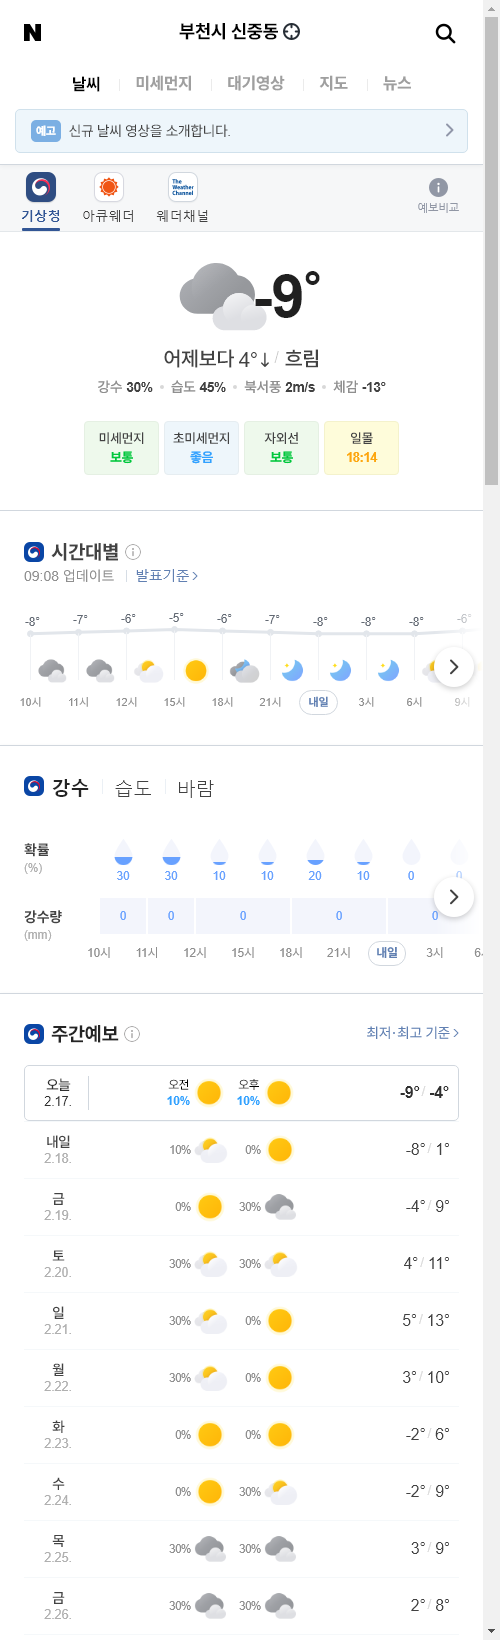 N
부천시 신중동
날씨 미세먼지 대기영상 지도 뉴스
예고 신규 날씨 영상을 소개합니다.
The Weather Channel
기상청 아큐웨더 웨더채널 예보비교
-9°
어제보다 4°↓ / 흐림
강수 30% • 습도 45% • 북서풍 2m/s • 체감 -13°
미세먼지 초미세먼지 자외선 일몰
보통 좋음 보통 18:14
시간대별
09:08 업데이트 발표기준 >
-8° -7° -6° -5° -6° -7° -8° -8° -8° -6°
10시 11시 12시 15시 18시 21시 내일 3시 6시 9시
강수 습도 바람
확률
(%)
30 30 10 10 20 10 0 0
강수량
(mm)
0 0 0 0 0
10시 11시 12시 15시 18시 21시 내일 3시 6
주간예보 최저·최고 기준 >
오늘 오전 오후
2.17. 10% 10% -9° / -4°
내일
2.18. 10% 0% -8° / 1°
금
2.19. 0% 30% -4° / 9°
토
2.20. 30% 30% 4° / 11°
일
2.21. 30% 0% 5° / 13°
월
2.22. 30% 0% 3° / 10°
화
2.23. 0% 0% -2° / 6°
수
2.24. 0% 30% -2° / 9°
목
2.25. 30% 30% 3° / 9°
금
2.26. 30% 30% 2° / 8°